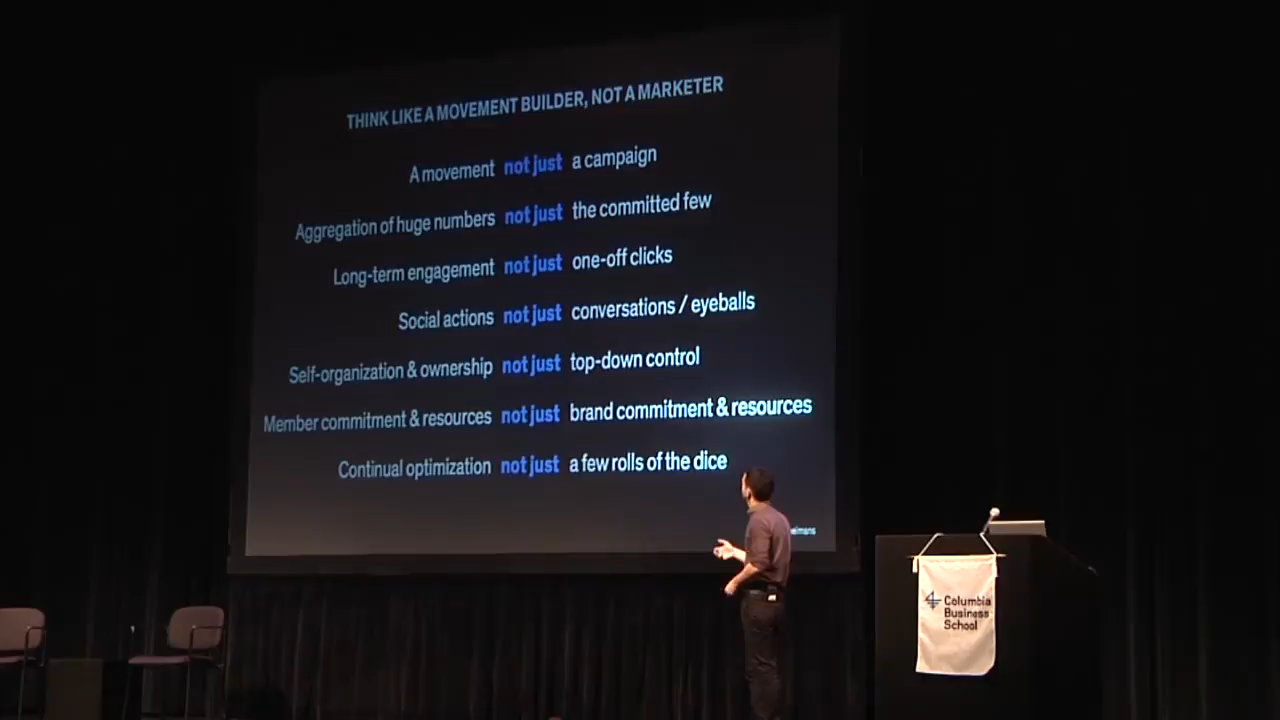 THINK LIKE A MOVEMENT BUILDER, NOT A MARKETER
A movement not just a campaign
Aggregation of huge numbers not just the committed few
Long-term engagement not just one-off clicks
Social actions not just conversations / eyeballs
Self-organization & ownership not just top-down control
Member commitment & resources not just brand commitment & resources
Continual optimization not just a few rolls of the dice
Columbia
Business
School